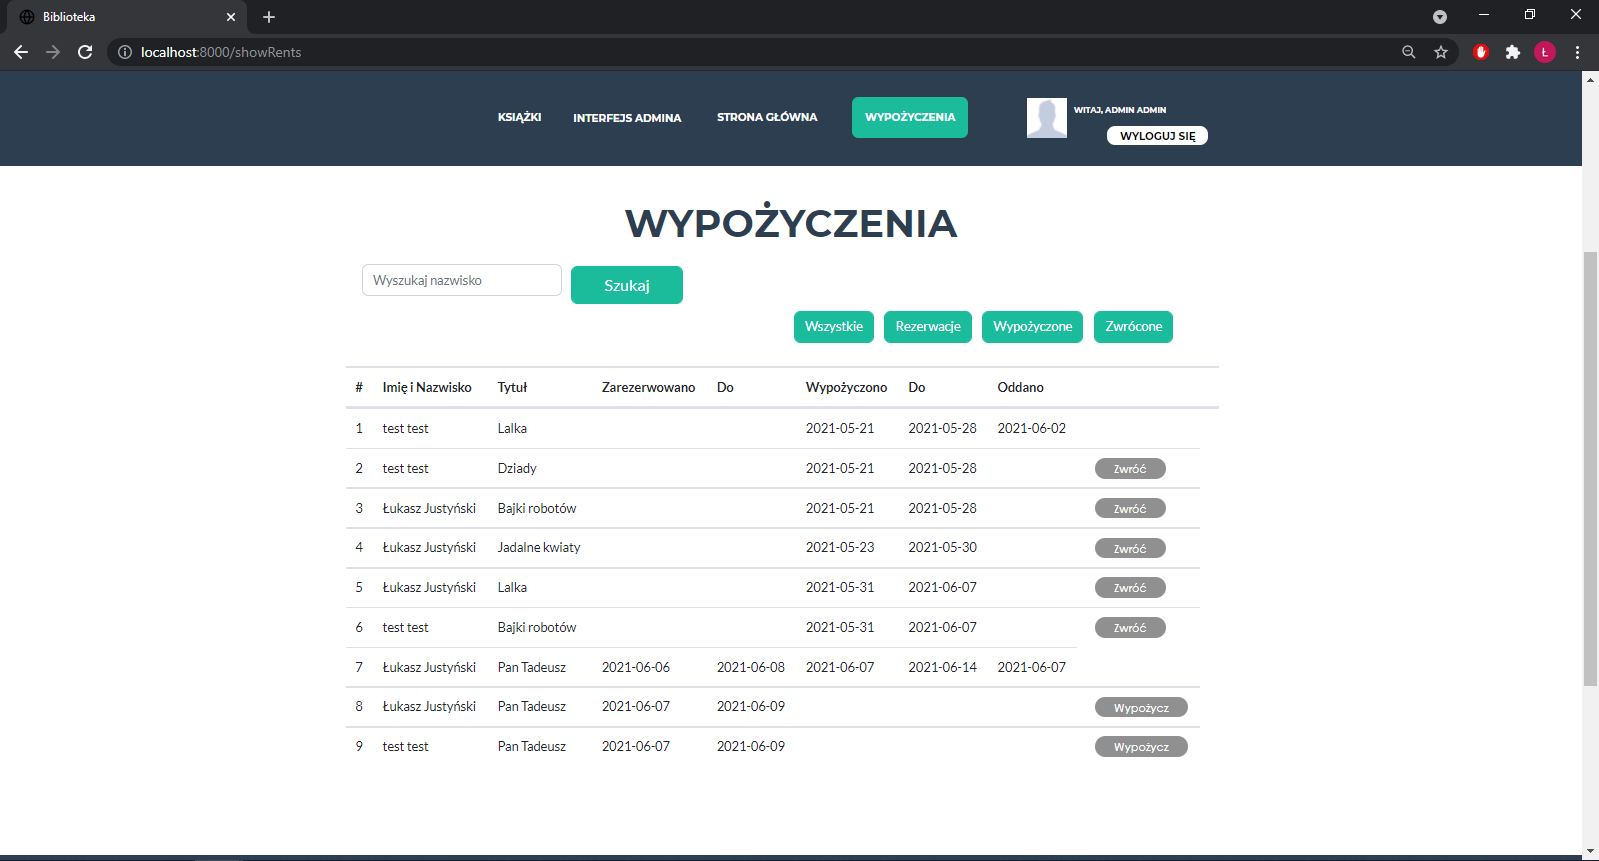 Biblioteka
localhost:8000/showRents
Ł
KSIĄŻKI INTERFEJS ADMINA STRONA GŁÓWNA WYPOŻYCZENIA WITAJ, ADMIN ADMIN
WYLOGUJ SIĘ
WYPOŻYCZENIA
Wyszukaj nazwisko Szukaj
Wszystkie Rezerwacje Wypożyczone Zwrócone
# Imię i Nazwisko Tytuł Zarezerwowano Do Wypożyczono Do Oddano
1 test test Lalka 2021-05-21 2021-05-28 2021-06-02
2 test test Dziady 2021-05-21 2021-05-28 Zwróć
3 Łukasz Justyński Bajki robotów 2021-05-21 2021-05-28 Zwróć
4 Łukasz Justyński Jadalne kwiaty 2021-05-23 2021-05-30 Zwróć
5 Łukasz Justyński Lalka 2021-05-31 2021-06-07 Zwróć
6 test test Bajki robotów 2021-05-31 2021-06-07 Zwróć
7 Łukasz Justyński Pan Tadeusz 2021-06-06 2021-06-08 2021-06-07 2021-06-14 2021-06-07
8 Łukasz Justyński Pan Tadeusz 2021-06-07 2021-06-09 Wypożycz
9 test test Pan Tadeusz 2021-06-07 2021-06-09 Wypożycz